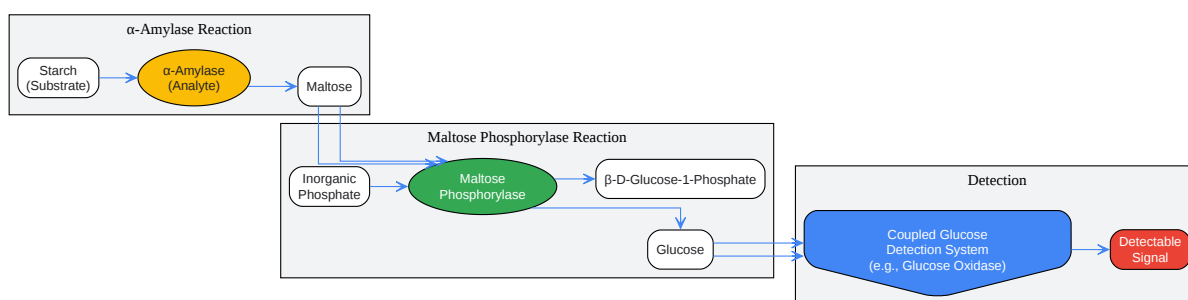 α-Amylase Reaction
Starch
(Substrate)
α-Amylase
(Analyte)
Maltose
Maltose Phosphorylase Reaction
Inorganic
Phosphate
Maltose
Phosphorylase
β-D-Glucose-1-Phosphate
Glucose
Detection
Coupled Glucose
Detection System
(e.g., Glucose Oxidase)
Detectable
Signal